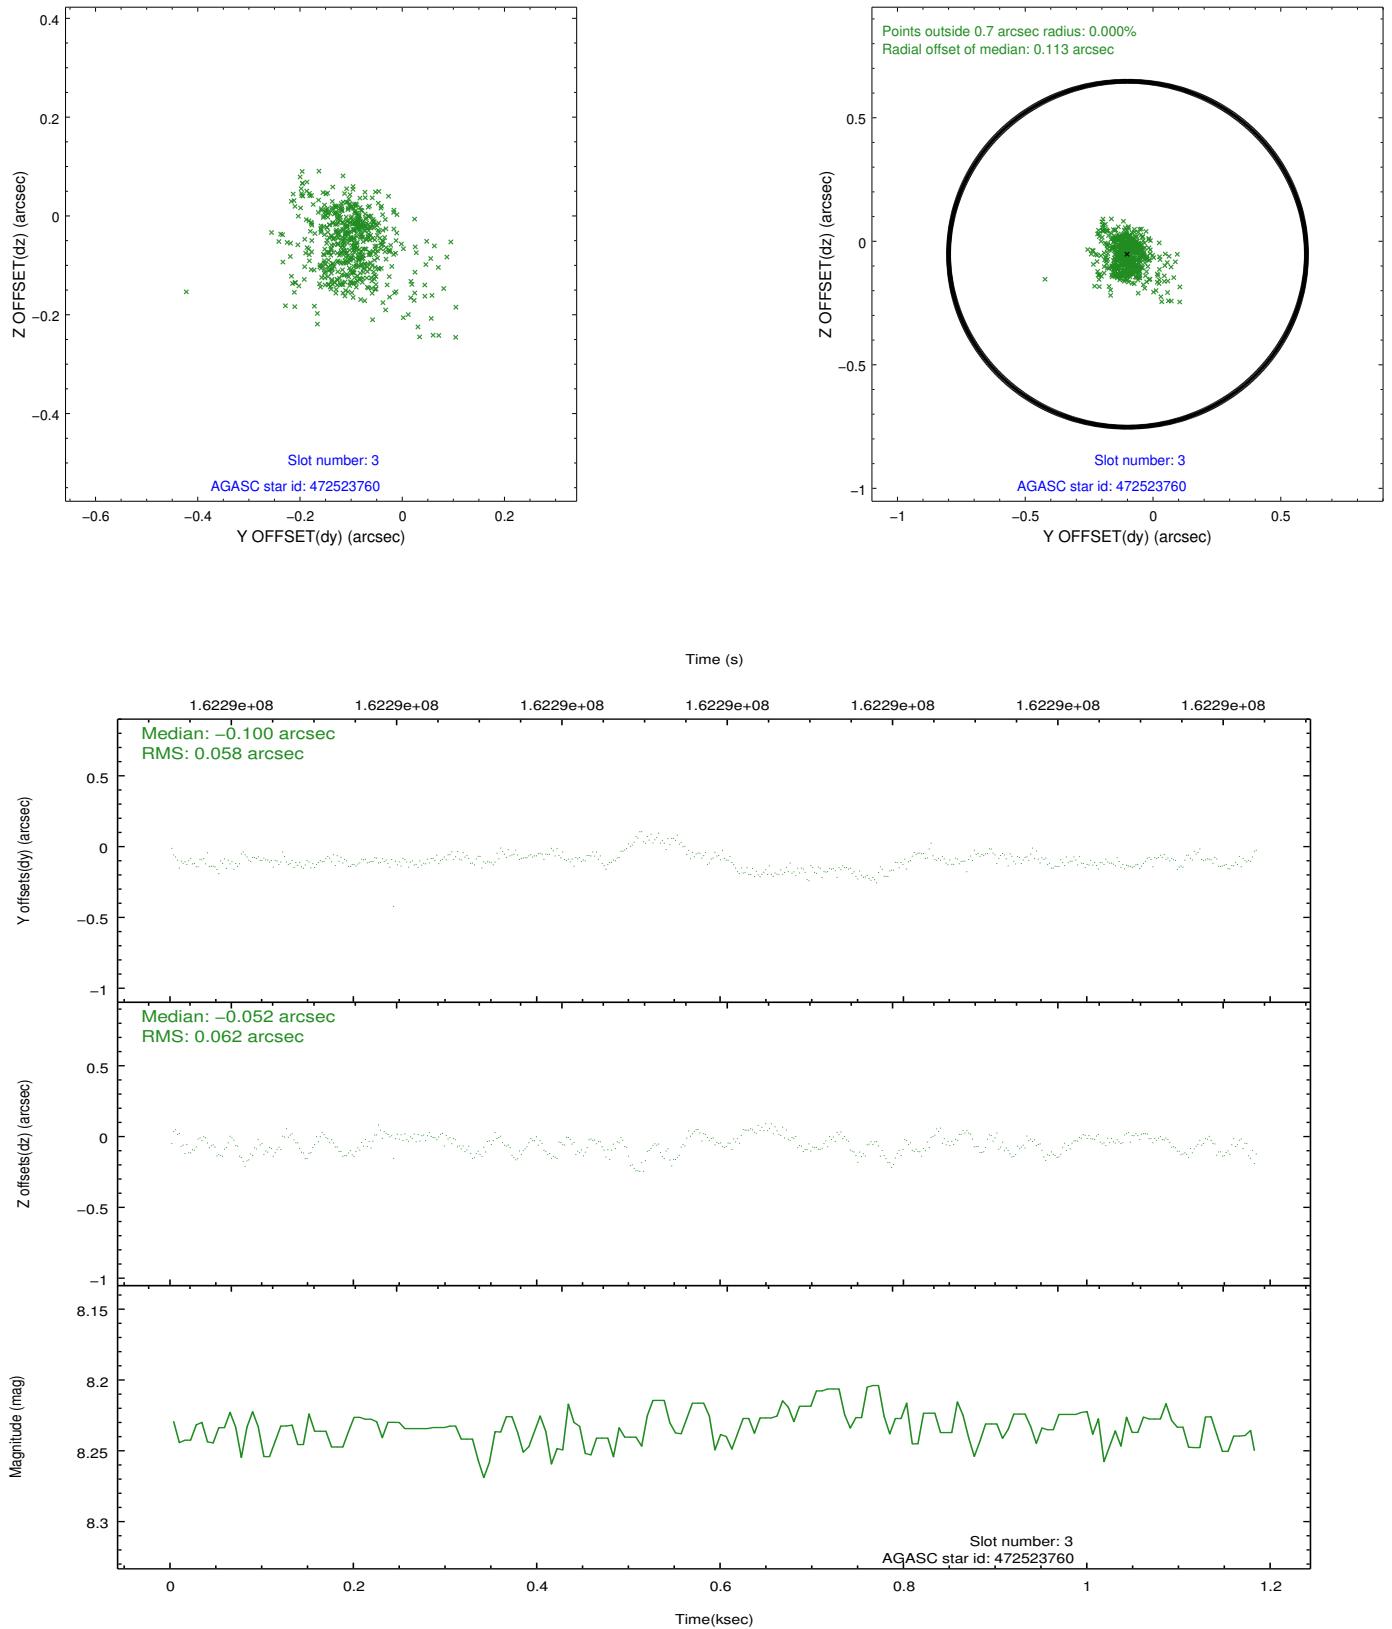 0.4
0.2
0
−0.2
−0.4
Z OFFSET(dz) (arcsec)
Slot number: 3
AGASC star id: 472523760
−0.6 −0.4 −0.2 0 0.2
Y OFFSET(dy) (arcsec)
Points outside 0.7 arcsec radius: 0.000%
Radial offset of median: 0.113 arcsec
0.5
0
−0.5
−1
Z OFFSET(dz) (arcsec)
Slot number: 3
AGASC star id: 472523760
−1 −0.5 0 0.5
Y OFFSET(dy) (arcsec)
Time (s)
1.6229e+08 1.6229e+08 1.6229e+08 1.6229e+08 1.6229e+08 1.6229e+08 1.6229e+08
Median: −0.100 arcsec
RMS: 0.058 arcsec
0.5
0
−0.5
−1
Y offsets(dy) (arcsec)
Median: −0.052 arcsec
RMS: 0.062 arcsec
0.5
0
−0.5
−1
Z offsets(dz) (arcsec)
8.15
8.2
8.25
8.3
Magnitude (mag)
Slot number: 3
AGASC star id: 472523760
0 0.2 0.4 0.6 0.8 1 1.2
Time(ksec)